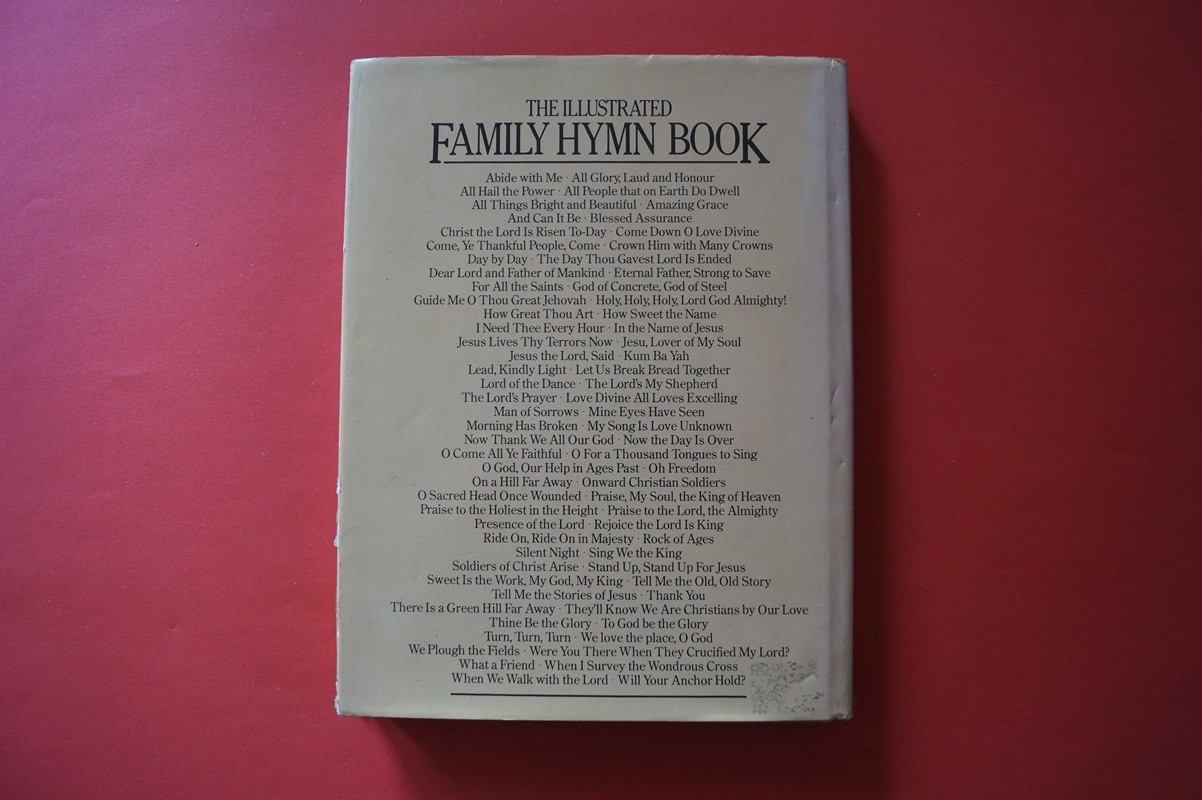 THE ILLUSTRATED
FAMILY HYMN BOOK
Abide with Me · All Glory, Laud and Honour
All Hail the Power · All People that on Earth Do Dwell
All Things Bright and Beautiful · Amazing Grace
And Can It Be · Blessed Assurance
Christ the Lord Is Risen To-Day · Come Down O Love Divine
Come, Ye Thankful People, Come · Crown Him with Many Crowns
Day by Day · The Day Thou Gavest Lord Is Ended
Dear Lord and Father of Mankind · Eternal Father, Strong to Save
For All the Saints · God of Concrete, God of Steel
Guide Me O Thou Great Jehovah · Holy, Holy, Holy, Lord God Almighty!
How Great Thou Art · How Sweet the Name
I Need Thee Every Hour · In the Name of Jesus
Jesus Lives Thy Terrors Now · Jesu, Lover of My Soul
Jesus the Lord, Said · Kum Ba Yah
Lead, Kindly Light · Let Us Break Bread Together
Lord of the Dance · The Lord's My Shepherd
The Lord's Prayer · Love Divine All Loves Excelling
Man of Sorrows · Mine Eyes Have Seen
Morning Has Broken · My Song Is Love Unknown
Now Thank We All Our God · Now the Day Is Over
O Come All Ye Faithful · O For a Thousand Tongues to Sing
O God, Our Help in Ages Past · Oh Freedom
On a Hill Far Away · Onward Christian Soldiers
O Sacred Head Once Wounded · Praise, My Soul, the King of Heaven
Praise to the Holiest in the Height · Praise to the Lord, the Almighty
Presence of the Lord · Rejoice the Lord Is King
Ride On, Ride On in Majesty · Rock of Ages
Silent Night · Sing We the King
Soldiers of Christ Arise · Stand Up, Stand Up For Jesus
Sweet Is the Work, My God, My King · Tell Me the Old, Old Story
Tell Me the Stories of Jesus · Thank You
There Is a Green Hill Far Away · They'll Know We Are Christians by Our Love
Thine Be the Glory · To God be the Glory
Turn, Turn, Turn · We love the place, O God
We Plough the Fields · Were You There When They Crucified My Lord?
What a Friend · When I Survey the Wondrous Cross
When We Walk with the Lord · Will Your Anchor Hold?